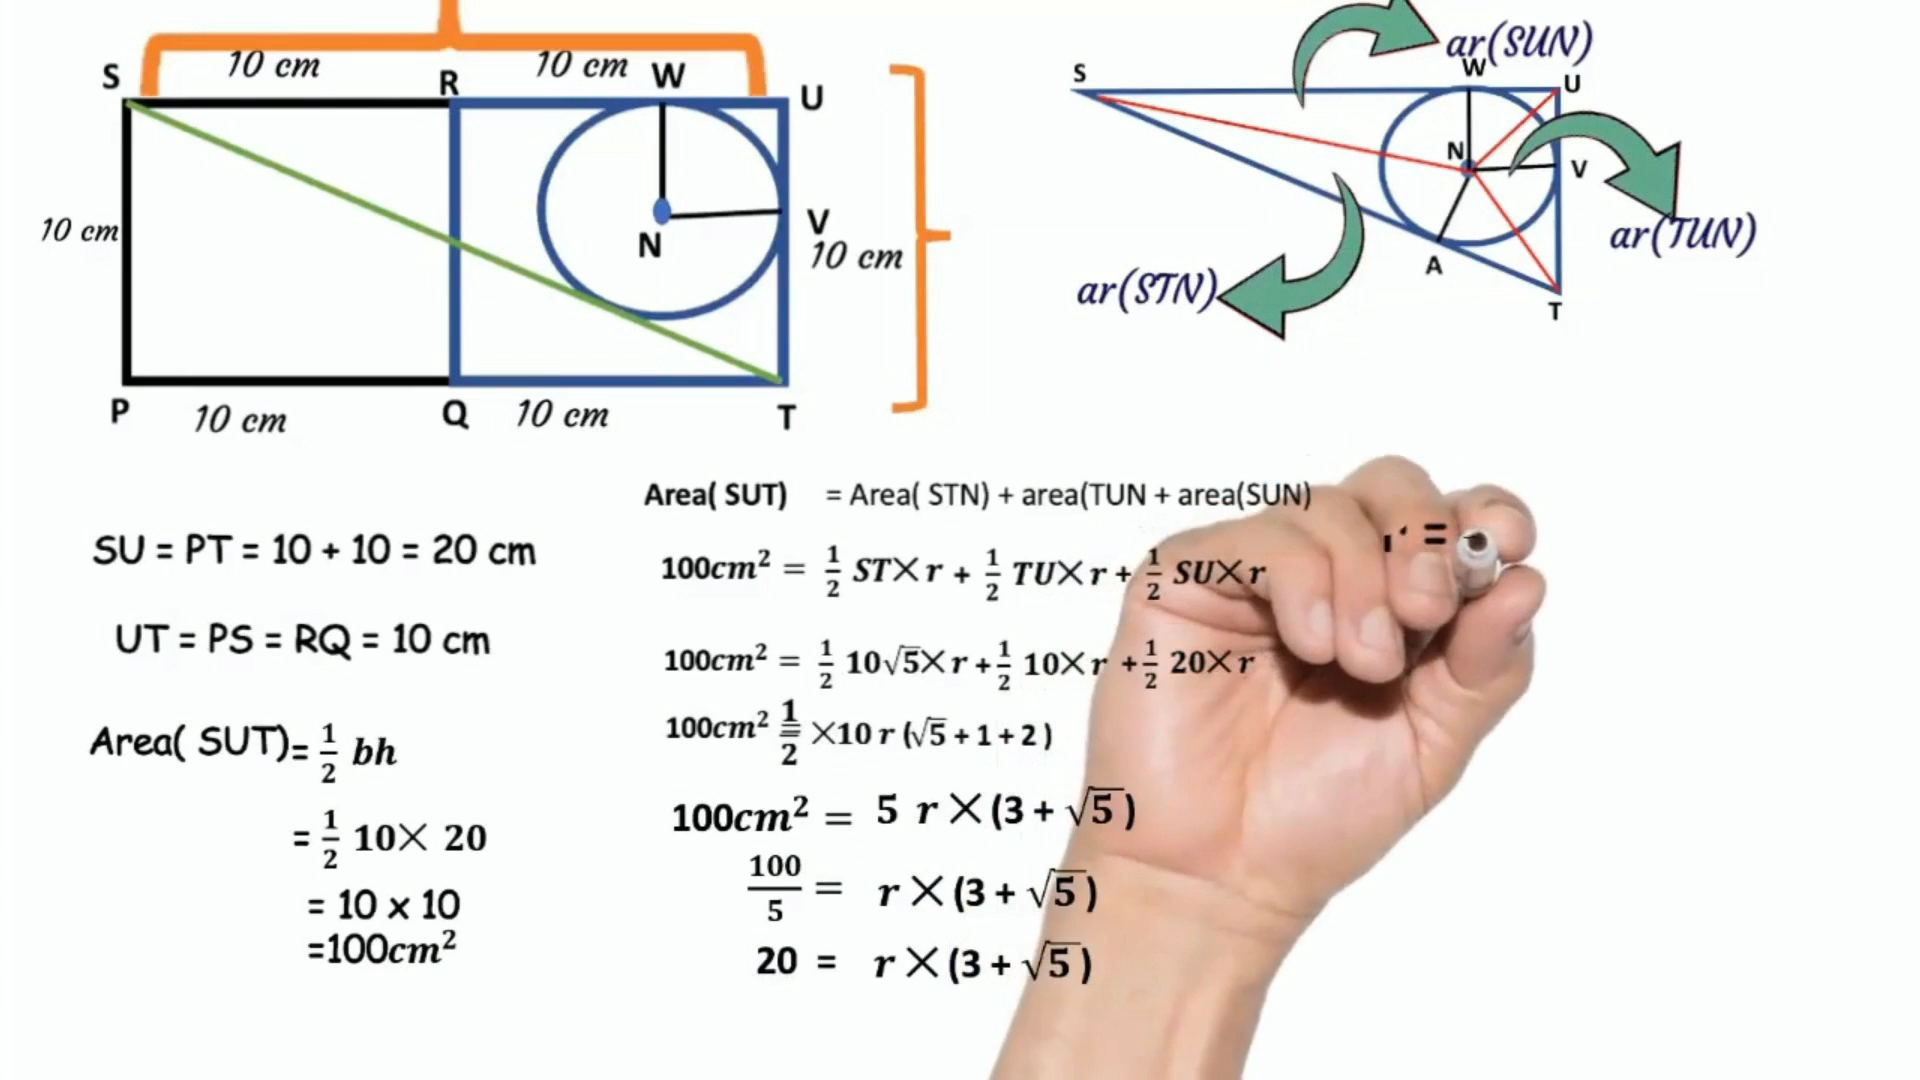 10 cm 10 cm
S R W U
10 cm
N
V
10 cm
P Q T
10 cm 10 cm
ar(SUN)
S W U
N V
ar(TUN)
A
ar(STN)
T
SU = PT = 10 + 10 = 20 cm
UT = PS = RQ = 10 cm
Area( SUT)= 1/2 bh
= 1/2 10× 20
= 10 x 10
=100cm²
Area( SUT) = Area( STN) + area(TUN + area(SUN)
100cm² = 1/2 ST×r + 1/2 TU×r + 1/2 SU×r
100cm² = 1/2 10√5×r + 1/2 10×r + 1/2 20×r
100cm² = 1/2 ×10 r (√5 + 1 + 2 )
100cm² = 5 r ×(3 + √5 )
100/5 = r ×(3 + √5 )
20 = r ×(3 + √5 )
r =